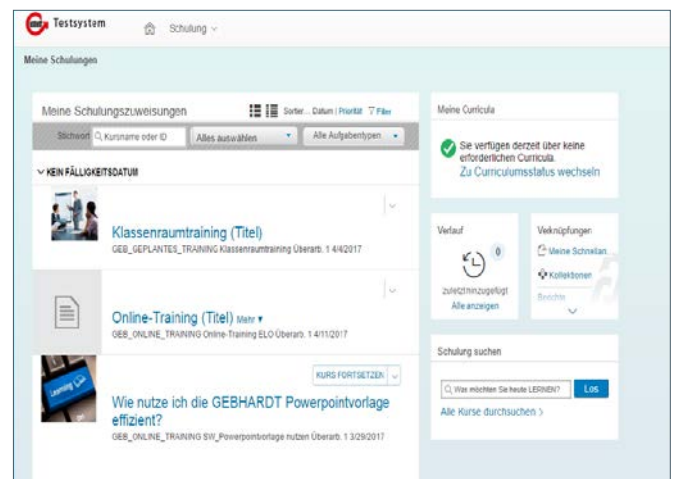 Testsystem
Schulung
Meine Schulungen
Meine Schulungszuweisungen
Sortier... Datum | Priorität Filter
Stichwort Kursname oder ID Alles auswählen Alle Aufgabentypen
KEIN FÄLLIGKEITSDATUM
Klassenraumtraining (Titel)
GEB_GEPLANTES_TRAINING Klassenraumtraining Überarb. 1 4/4/2017
Online-Training (Titel) Mehr
GEB_ONLINE_TRAINING Online-Training ELO Überarb. 1 4/11/2017
Learning
KURS FORTSETZEN
Wie nutze ich die GEBHARDT Powerpointvorlage
effizient?
GEB_ONLINE_TRAINING SW_Powerpointvorlage nutzen Überarb. 1 3/29/2017
Meine Curricula
Sie verfügen derzeit über keine
erforderlichen Curricula.
Zu Curriculumsstatus wechseln
Verlauf
0
zuletzt hinzugefügt
Alle anzeigen
Verknüpfungen
Meine Schnellan
Kollektionen
Berichte
Schulung suchen
Was möchten Sie heute LERNEN? Los
Alle Kurse durchsuchen >